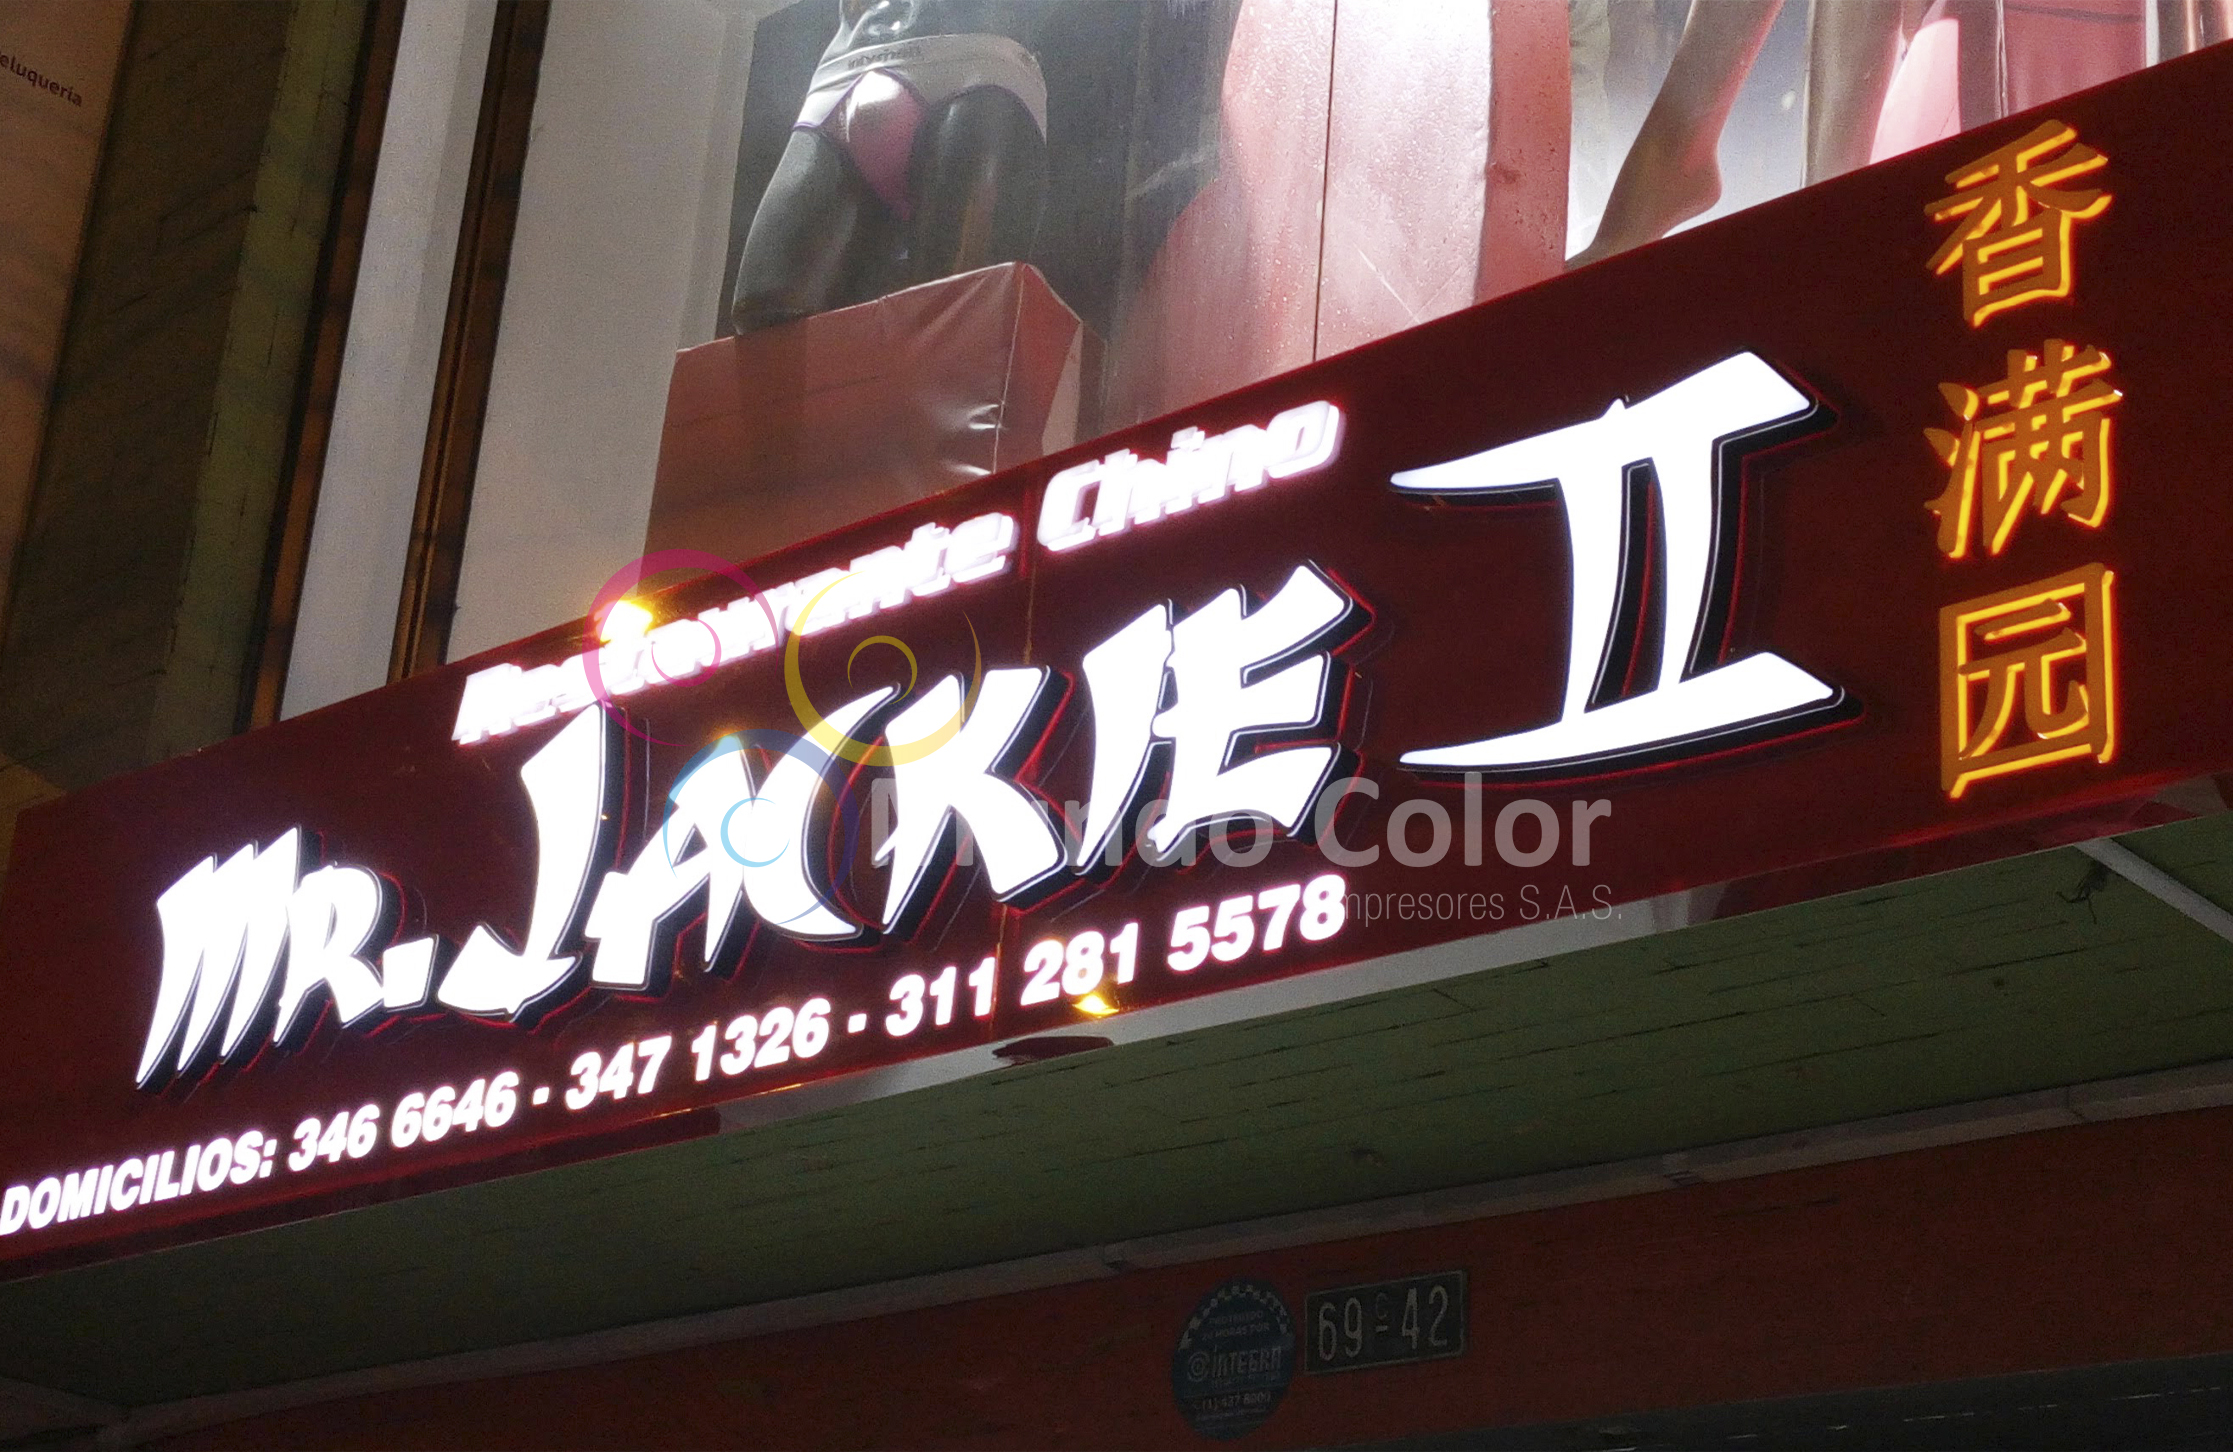 Restaurante Chino
MR. JACKIE II
香满园
DOMICILIOS: 346 6646 - 347 1326 - 311 281 5578
Mundo Color
Impresores S.A.S.
INTEGRA
69 C - 42